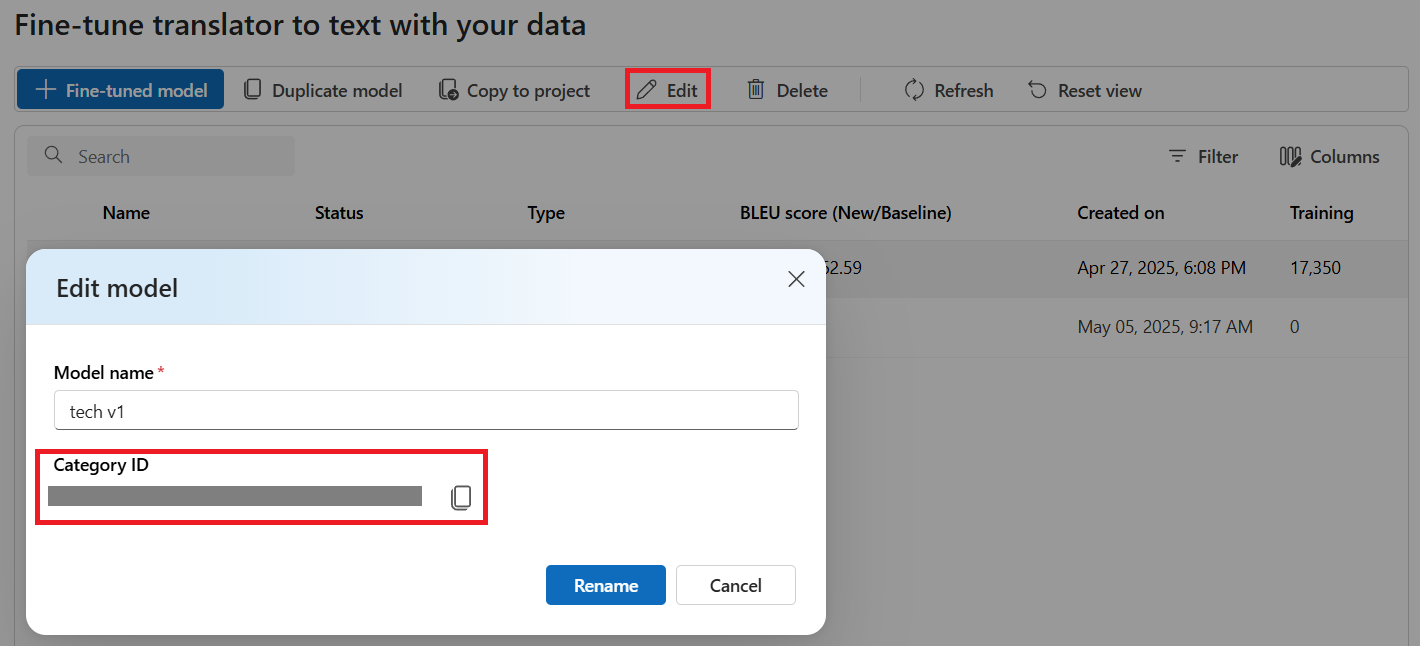 Fine-tune translator to text with your data
Fine-tuned model Duplicate model Copy to project Edit Delete Refresh Reset view
Search Filter Columns
Name Status Type BLEU score (New/Baseline) Created on Training
52.59 Apr 27, 2025, 6:08 PM 17,350
May 05, 2025, 9:17 AM 0
Edit model
Model name*
tech v1
Category ID
Rename Cancel